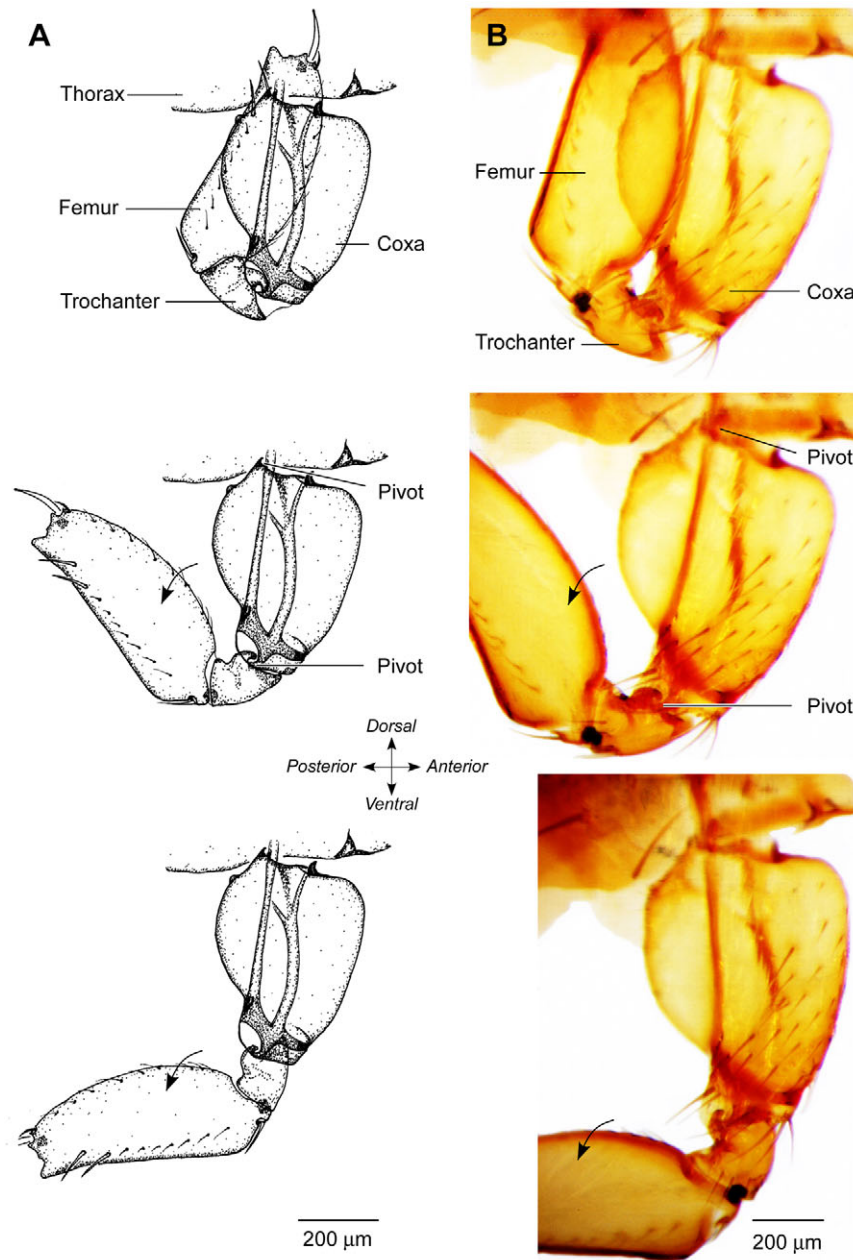 A
Thorax
Femur
Trochanter
Coxa
B
Femur
Coxa
Trochanter
Pivot
Pivot
Pivot
Pivot
Dorsal
Posterior
Anterior
Ventral
200 µm
200 µm